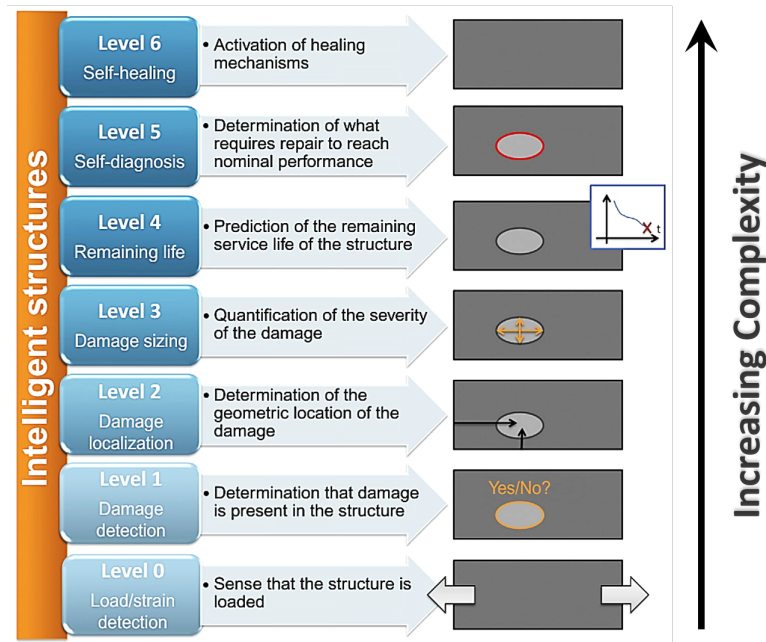 Intelligent structures
Level 6
Self-healing
• Activation of healing
mechanisms
Level 5
Self-diagnosis
• Determination of what
requires repair to reach
nominal performance
Level 4
Remaining life
• Prediction of the remaining
service life of the structure
t
Level 3
Damage sizing
• Quantification of the severity
of the damage
Level 2
Damage
localization
• Determination of the
geometric location of the
damage
Level 1
Damage
detection
• Determination that damage
is present in the structure
Yes/No?
Level 0
Load/strain
detection
• Sense that the structure is
loaded
Increasing Complexity